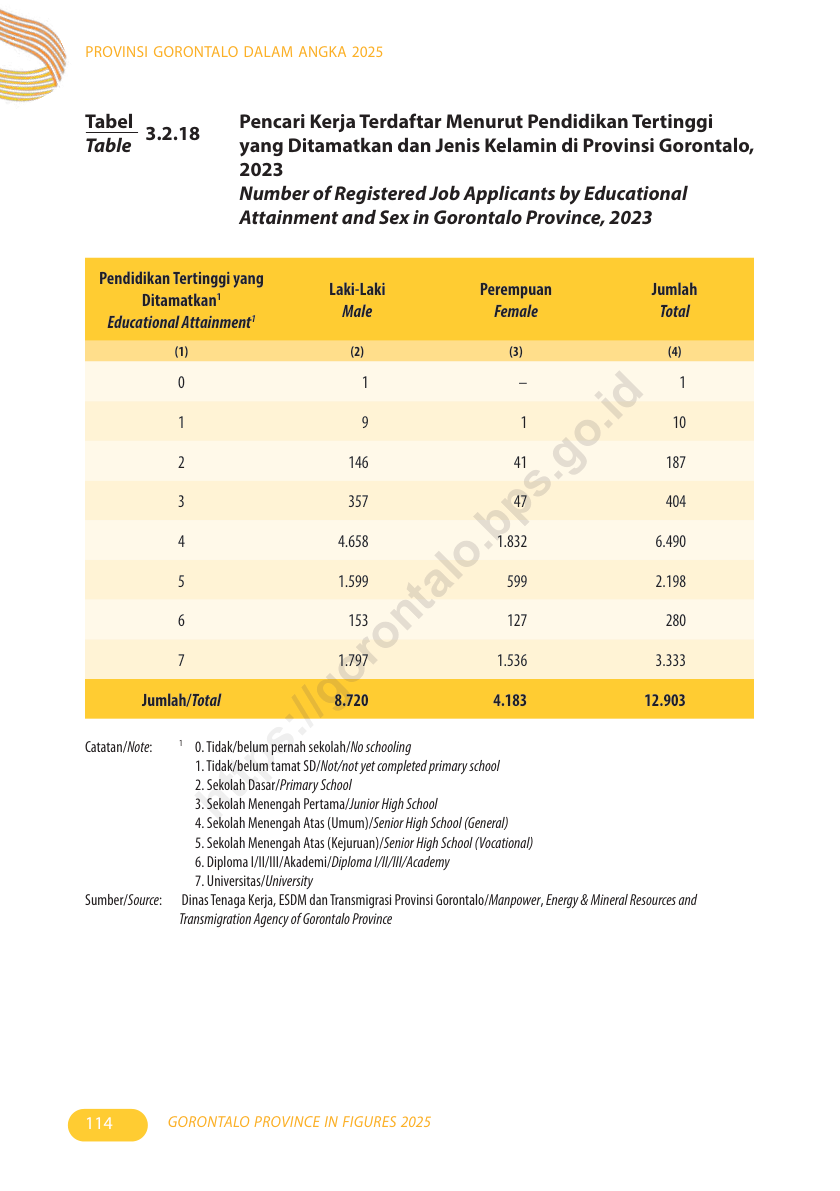 PROVINSI GORONTALO DALAM ANGKA 2025
Tabel
Table
3.2.18
Pencari Kerja Terdaftar Menurut Pendidikan Tertinggi
yang Ditamatkan dan Jenis Kelamin di Provinsi Gorontalo,
2023
Number of Registered Job Applicants by Educational
Attainment and Sex in Gorontalo Province, 2023
Pendidikan Tertinggi yang
Ditamatkan¹
Educational Attainment¹
Laki-Laki
Male
Perempuan
Female
Jumlah
Total
(1) (2) (3) (4)
0 1 – 1
1 9 1 10
2 146 41 187
3 357 47 404
4 4.658 1.832 6.490
5 1.599 599 2.198
6 153 127 280
7 1.797 1.536 3.333
Jumlah/Total 8.720 4.183 12.903
Catatan/Note: ¹ 0. Tidak/belum pernah sekolah/No schooling
1. Tidak/belum tamat SD/Not/not yet completed primary school
2. Sekolah Dasar/Primary School
3. Sekolah Menengah Pertama/Junior High School
4. Sekolah Menengah Atas (Umum)/Senior High School (General)
5. Sekolah Menengah Atas (Kejuruan)/Senior High School (Vocational)
6. Diploma I/II/III/Akademi/Diploma I/II/III/Academy
7. Universitas/University
Sumber/Source: Dinas Tenaga Kerja, ESDM dan Transmigrasi Provinsi Gorontalo/Manpower, Energy & Mineral Resources and
Transmigration Agency of Gorontalo Province
https://gorontalo.bps.go.id
114
GORONTALO PROVINCE IN FIGURES 2025